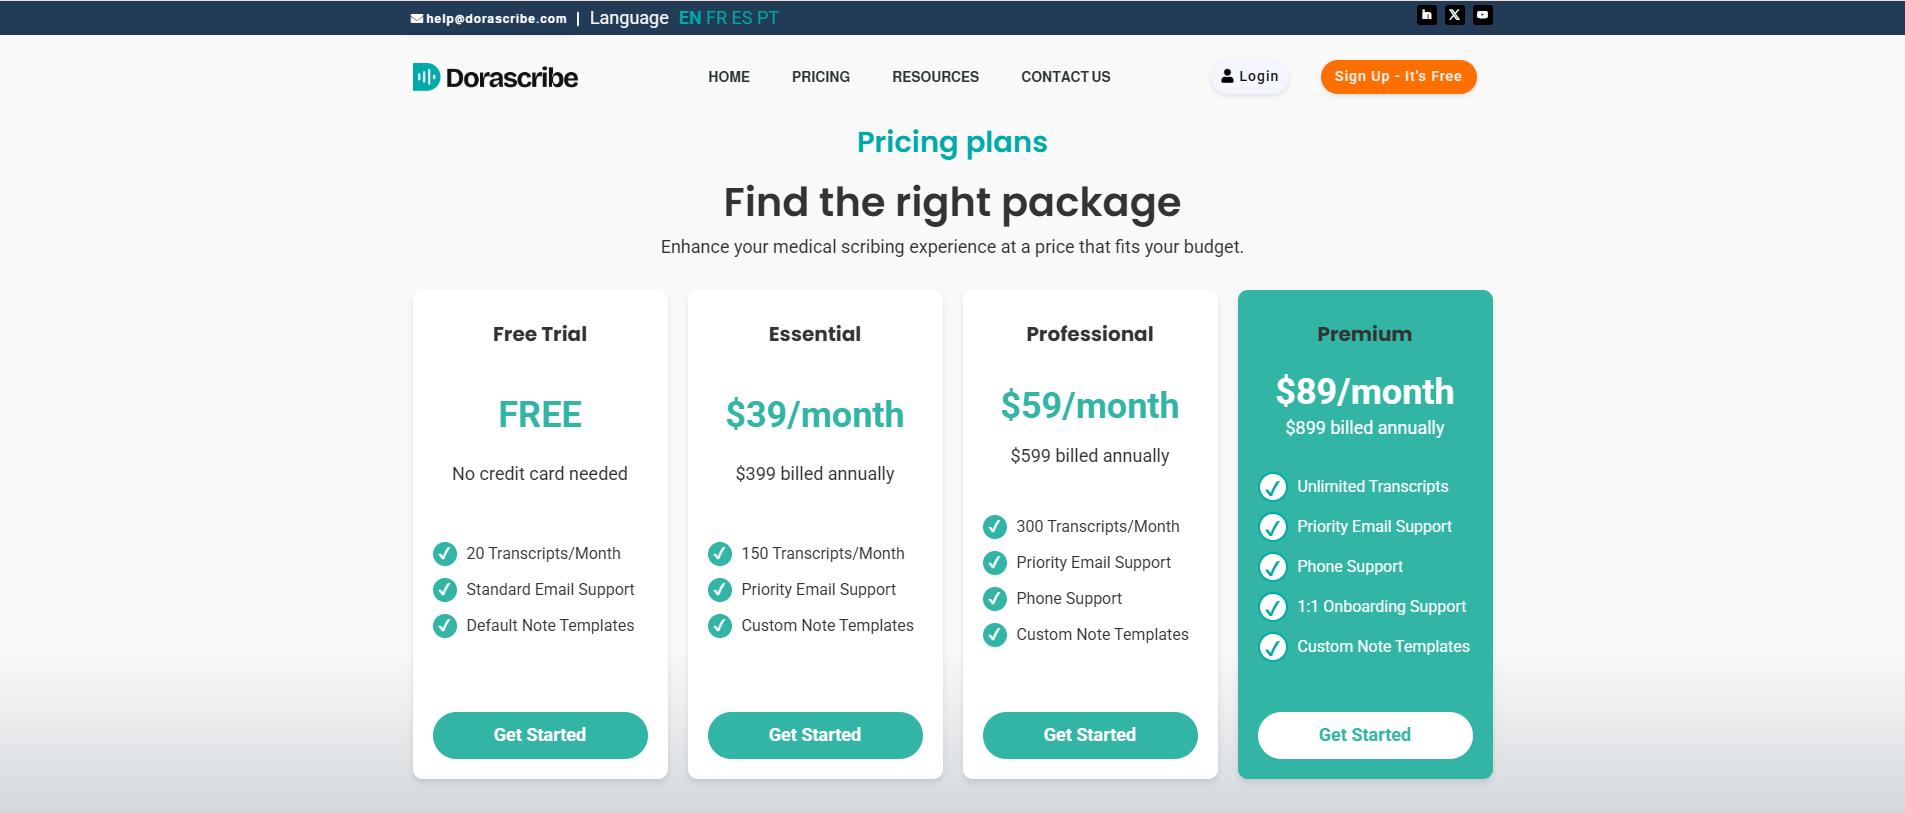 help@dorascribe.com | Language EN FR ES PT
Dorascribe
HOME PRICING RESOURCES CONTACT US
Login
Sign Up - It's Free
Pricing plans
Find the right package
Enhance your medical scribing experience at a price that fits your budget.
Free Trial
FREE
No credit card needed
20 Transcripts/Month
Standard Email Support
Default Note Templates
Get Started
Essential
$39/month
$399 billed annually
150 Transcripts/Month
Priority Email Support
Custom Note Templates
Get Started
Professional
$59/month
$599 billed annually
300 Transcripts/Month
Priority Email Support
Phone Support
Custom Note Templates
Get Started
Premium
$89/month
$899 billed annually
Unlimited Transcripts
Priority Email Support
Phone Support
1:1 Onboarding Support
Custom Note Templates
Get Started